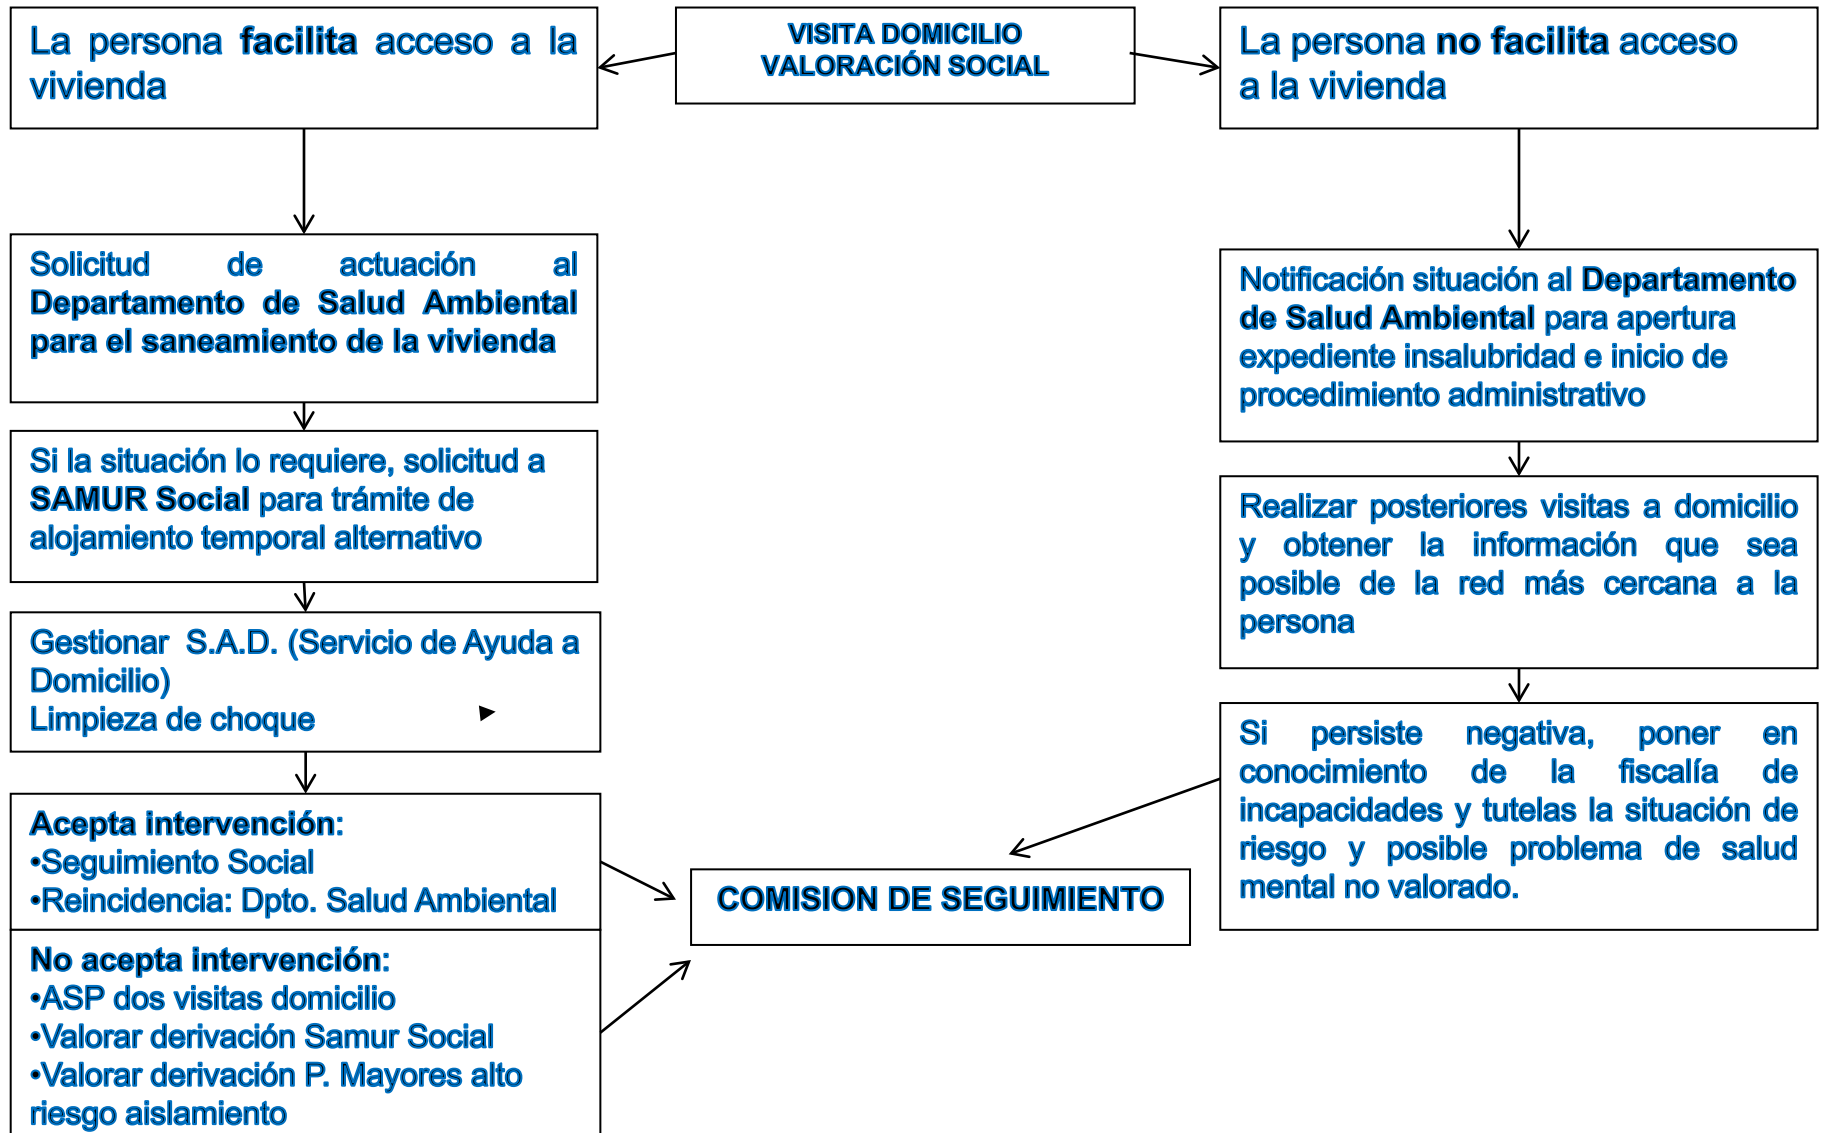 La persona facilita acceso a la
vivienda
VISITA DOMICILIO
VALORACIÓN SOCIAL
La persona no facilita acceso
a la vivienda
Solicitud de actuación al
Departamento de Salud Ambiental
para el saneamiento de la vivienda
Si la situación lo requiere, solicitud a
SAMUR Social para trámite de
alojamiento temporal alternativo
Gestionar S.A.D. (Servicio de Ayuda a
Domicilio)
Limpieza de choque
Acepta intervención:
•Seguimiento Social
•Reincidencia: Dpto. Salud Ambiental
No acepta intervención:
•ASP dos visitas domicilio
•Valorar derivación Samur Social
•Valorar derivación P. Mayores alto
riesgo aislamiento
Notificación situación al Departamento
de Salud Ambiental para apertura
expediente insalubridad e inicio de
procedimiento administrativo
Realizar posteriores visitas a domicilio
y obtener la información que sea
posible de la red más cercana a la
persona
Si persiste negativa, poner en
conocimiento de la fiscalía de
incapacidades y tutelas la situación de
riesgo y posible problema de salud
mental no valorado.
COMISION DE SEGUIMIENTO